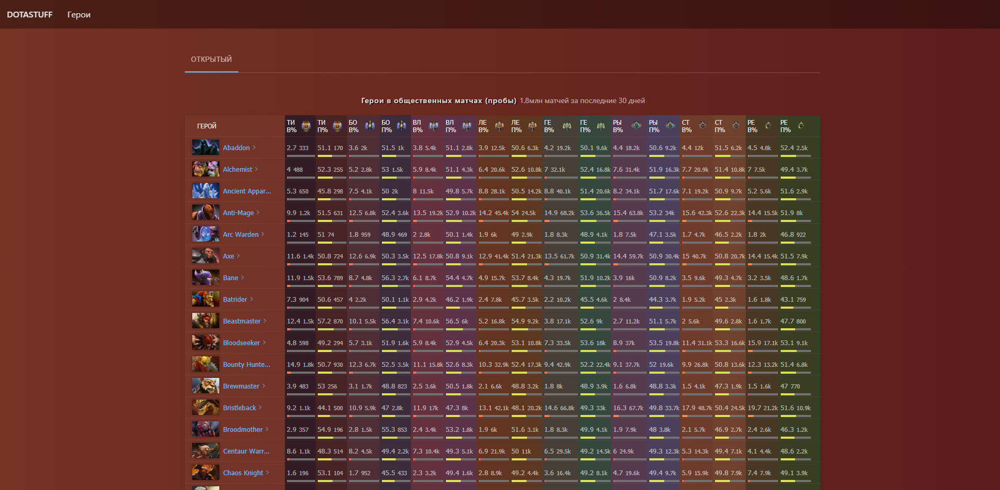 DOTASTUFF Герои
ОТКРЫТЫЙ
Герои в общественных матчах (пробы) 1.8млн матчей за последние 30 дней
ГЕРОЙ ТИ В% ТИ П% БО В% БО П% ВЛ В% ВЛ П% ЛЕ В% ЛЕ П% ГЕ В% ГЕ П% РЫ В% РЫ П% СТ В% СТ П% РЕ В% РЕ П%
Abaddon 2.7 333 51.1 170 3.6 2k 51.5 1k 3.8 5.4k 51.1 2.8k 3.9 12.5k 50.6 6.3k 4.2 19.2k 50.1 9.6k 4.4 18.2k 50.6 9.2k 4.4 12k 51.5 6.2k 4.5 4.8k 52.4 2.5k
Alchemist 4 488 52.3 255 5.2 2.8k 53 1.5k 5.9 8.4k 51.1 4.3k 6.4 20.6k 52.6 10.8k 7 32.1k 52.4 16.8k 7.6 31.4k 51.9 16.3k 7.7 20.9k 51.4 10.8k 7 7.5k 49.4 3.7k
Ancient Appar... 5.3 650 45.8 298 7.5 4.1k 50 2k 8 11.5k 49.8 5.7k 8.8 28.1k 50.5 14.2k 8.8 40.1k 51.4 20.6k 8.2 34.1k 51.7 17.6k 7.1 19.2k 50.9 9.7k 5.2 5.6k 51.6 2.9k
Anti-Mage 9.9 1.2k 51.5 631 12.5 6.8k 52.4 3.6k 13.5 19.2k 52.9 10.2k 14.2 45.4k 54 24.5k 14.9 68.2k 53.6 36.5k 15.4 63.8k 53.2 34k 15.6 42.3k 52.6 22.3k 14.4 15.5k 51.9 8k
Arc Warden 1.2 145 51 74 1.8 959 48.9 469 2 2.8k 50.1 1.4k 1.9 6k 49 2.9k 1.8 8.3k 48.9 4.1k 1.8 7.5k 47.1 3.5k 1.7 4.7k 46.5 2.2k 1.8 2k 46.8 922
Axe 11.6 1.4k 50.8 724 12.6 6.9k 50.3 3.5k 12.5 17.8k 50.8 9.1k 12.9 41.4k 51.4 21.3k 13.5 61.7k 50.9 31.4k 14.4 59.7k 50.9 30.4k 15 40.7k 50.8 20.7k 14.4 15.4k 51.5 7.9k
Bane 11.9 1.5k 53.6 789 8.7 4.8k 56.3 2.7k 6.1 8.7k 54.4 4.7k 4.9 15.7k 53.7 8.4k 4.3 19.7k 51.9 10.2k 3.9 16k 50.9 8.2k 3.5 9.6k 49.3 4.7k 3.2 3.5k 48.6 1.7k
Batrider 7.3 904 50.6 457 4 2.2k 50.1 1.1k 2.9 4.2k 46.2 1.9k 2.4 7.8k 45.7 3.5k 2.2 10.2k 45.5 4.6k 2 8.4k 44.3 3.7k 1.9 5.2k 45 2.3k 1.6 1.8k 43.1 759
Beastmaster 12.4 1.5k 57.2 870 10.1 5.5k 56.4 3.1k 7.4 10.6k 56.5 6k 5.2 16.8k 54.9 9.2k 3.8 17.1k 52.6 9k 2.7 11.2k 51.1 5.7k 2 5.6k 49.6 2.8k 1.6 1.7k 47.7 800
Bloodseeker 4.8 598 49.2 294 5.7 3.1k 51.9 1.6k 5.9 8.4k 52.9 4.5k 6.4 20.3k 53.1 10.8k 7.3 33.5k 53.6 18k 8.9 37k 53.5 19.8k 11.4 31.1k 53.3 16.6k 15.9 17.1k 53.1 9.1k
Bounty Hunte... 14.9 1.8k 50.7 930 12.3 6.7k 52.5 3.5k 11.1 15.8k 52.6 8.3k 10.3 32.9k 52.4 17.3k 9.4 42.9k 52.2 22.4k 9.1 37.7k 52 19.6k 9.9 26.8k 50.8 13.6k 12.3 13.2k 51.4 6.8k
Brewmaster 3.9 483 53 256 3.1 1.7k 48.8 823 2.5 3.6k 50.5 1.8k 2.1 6.6k 48.8 3.2k 1.8 8k 48.9 3.9k 1.6 6.8k 48.8 3.3k 1.5 4.1k 47.3 1.9k 1.5 1.6k 47 770
Bristleback 9.2 1.1k 44.1 500 10.9 5.9k 47 2.8k 11.9 17k 47.3 8k 13.1 42.1k 48.1 20.2k 14.6 66.8k 49.3 33k 16.3 67.7k 49.8 33.7k 17.9 48.7k 50.4 24.5k 19.7 21.2k 51.6 10.9k
Broodmother 2.9 357 54.9 196 2.8 1.5k 55.3 853 2.4 3.4k 53.2 1.8k 1.9 6k 51.6 3.1k 1.8 8.3k 49.9 4.1k 1.9 7.9k 48 3.8k 2.1 5.7k 46.9 2.7k 2.4 2.6k 46.3 1.2k
Centaur Warr... 8.6 1.1k 48.3 514 8.2 4.5k 49.4 2.2k 7.3 10.4k 49.3 5.1k 6.9 21.9k 50 11k 6.5 29.5k 49.2 14.5k 6 24.9k 49.3 12.3k 5.3 14.3k 49.4 7.1k 4.1 4.4k 48.6 2.2k
Chaos Knight 1.6 196 53.1 104 1.7 952 45.5 433 2.3 3.2k 49.4 1.6k 2.8 8.9k 49.2 4.4k 3.6 16.4k 49.2 8.1k 4.7 19.6k 49.4 9.7k 5.9 15.9k 49.8 7.9k 7.4 7.9k 49.1 3.9k